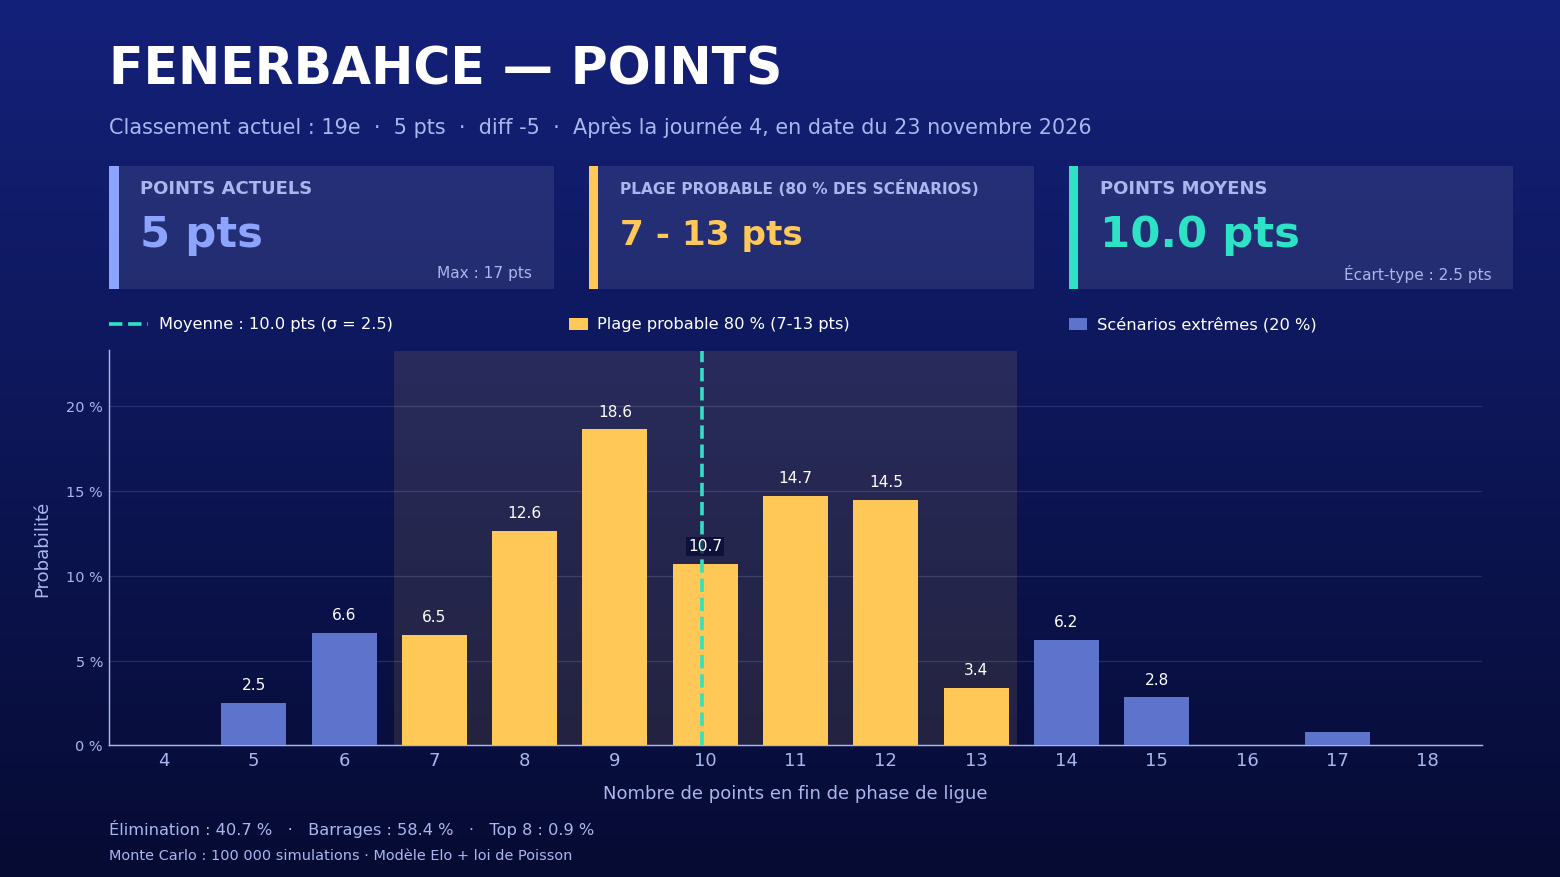 FENERBAHCE — POINTS
Classement actuel : 19e · 5 pts · diff -5 · Après la journée 4, en date du 23 novembre 2026
POINTS ACTUELS
5 pts
Max : 17 pts
PLAGE PROBABLE (80 % DES SCÉNARIOS)
7 - 13 pts
POINTS MOYENS
10.0 pts
Écart-type : 2.5 pts
Moyenne : 10.0 pts (σ = 2.5)
Plage probable 80 % (7-13 pts)
Scénarios extrêmes (20 %)
Probabilité
20 %
15 %
10 %
5 %
0 %
2.5
6.6
6.5
12.6
18.6
10.7
14.7
14.5
3.4
6.2
2.8
4 5 6 7 8 9 10 11 12 13 14 15 16 17 18
Nombre de points en fin de phase de ligue
Élimination : 40.7 % · Barrages : 58.4 % · Top 8 : 0.9 %
Monte Carlo : 100 000 simulations · Modèle Elo + loi de Poisson